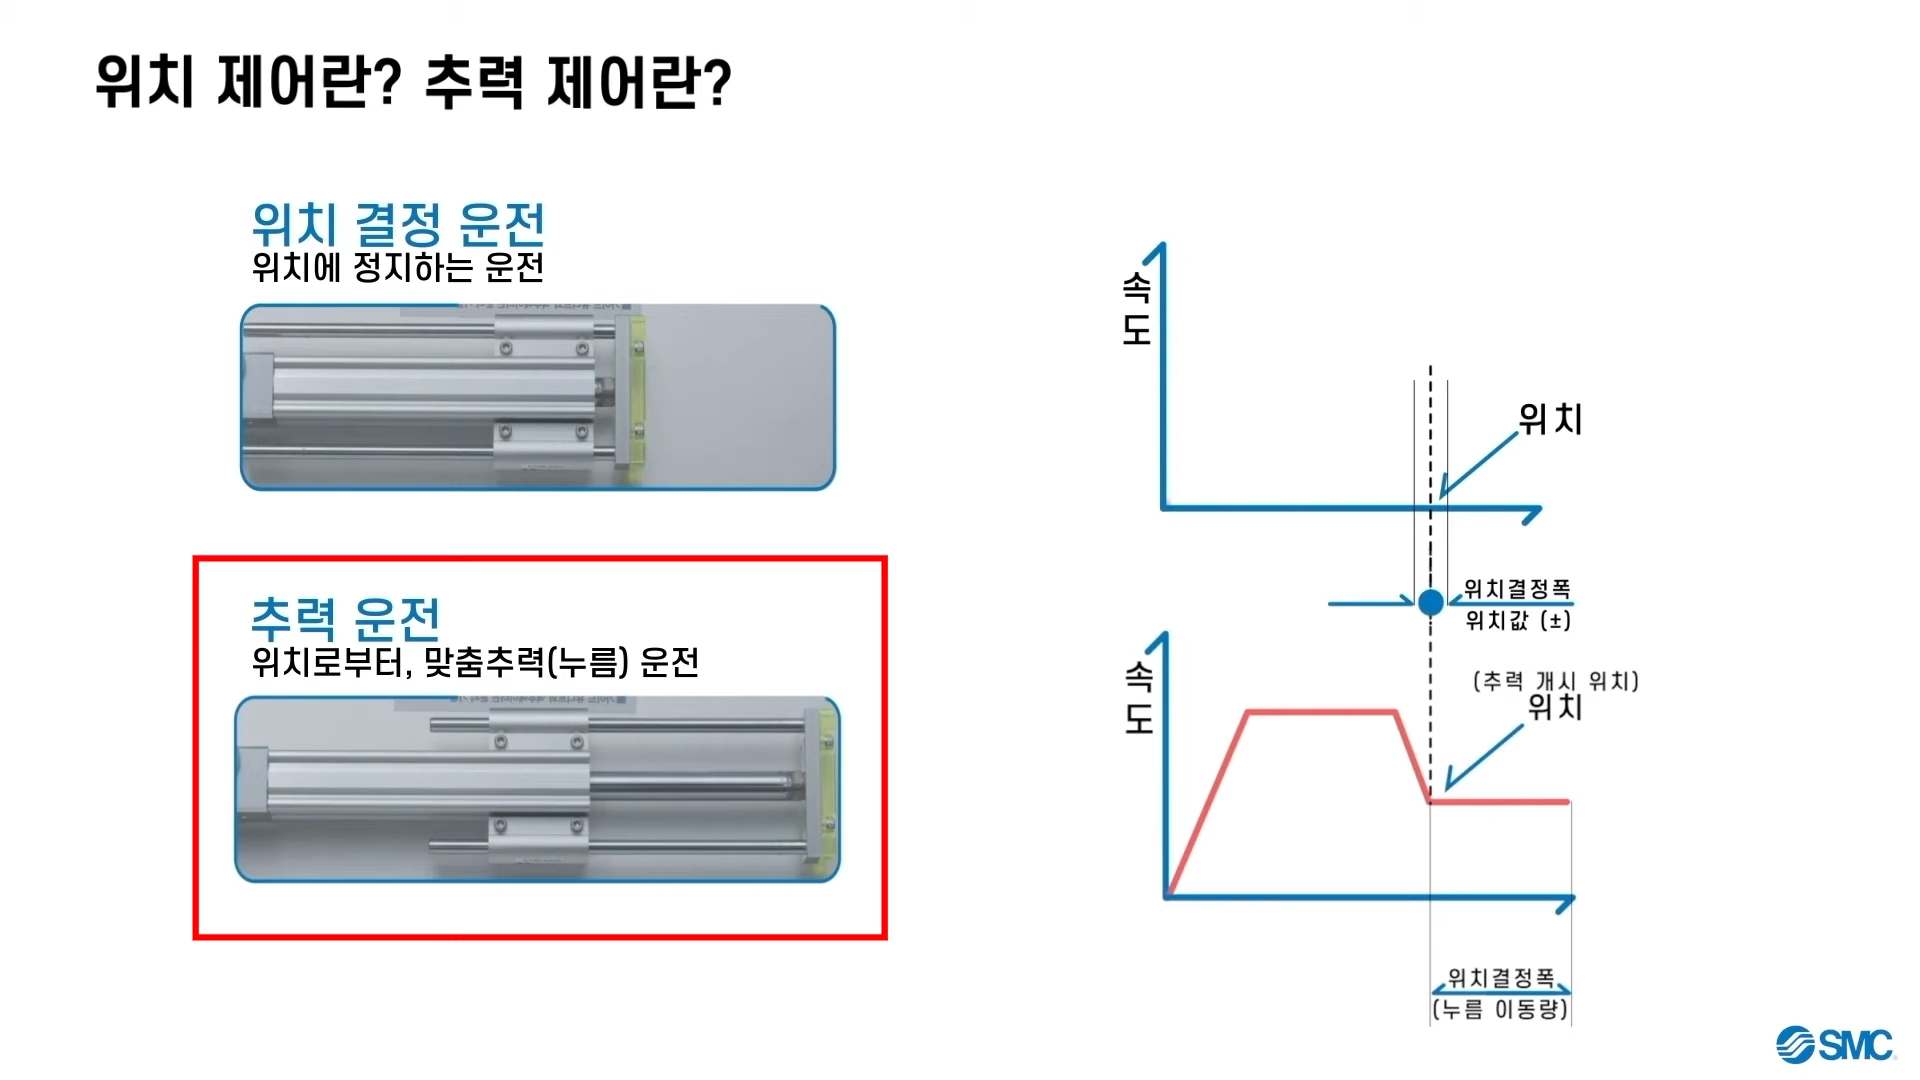 위치 제어란? 추력 제어란?
위치 결정 운전
위치에 정지하는 운전
추력 운전
위치로부터, 맞춤추력(누름) 운전
속
도
위치
위치결정폭
위치값 (±)
속
도
(추력 개시 위치)
위치
위치결정폭
(누름 이동량)
SMC